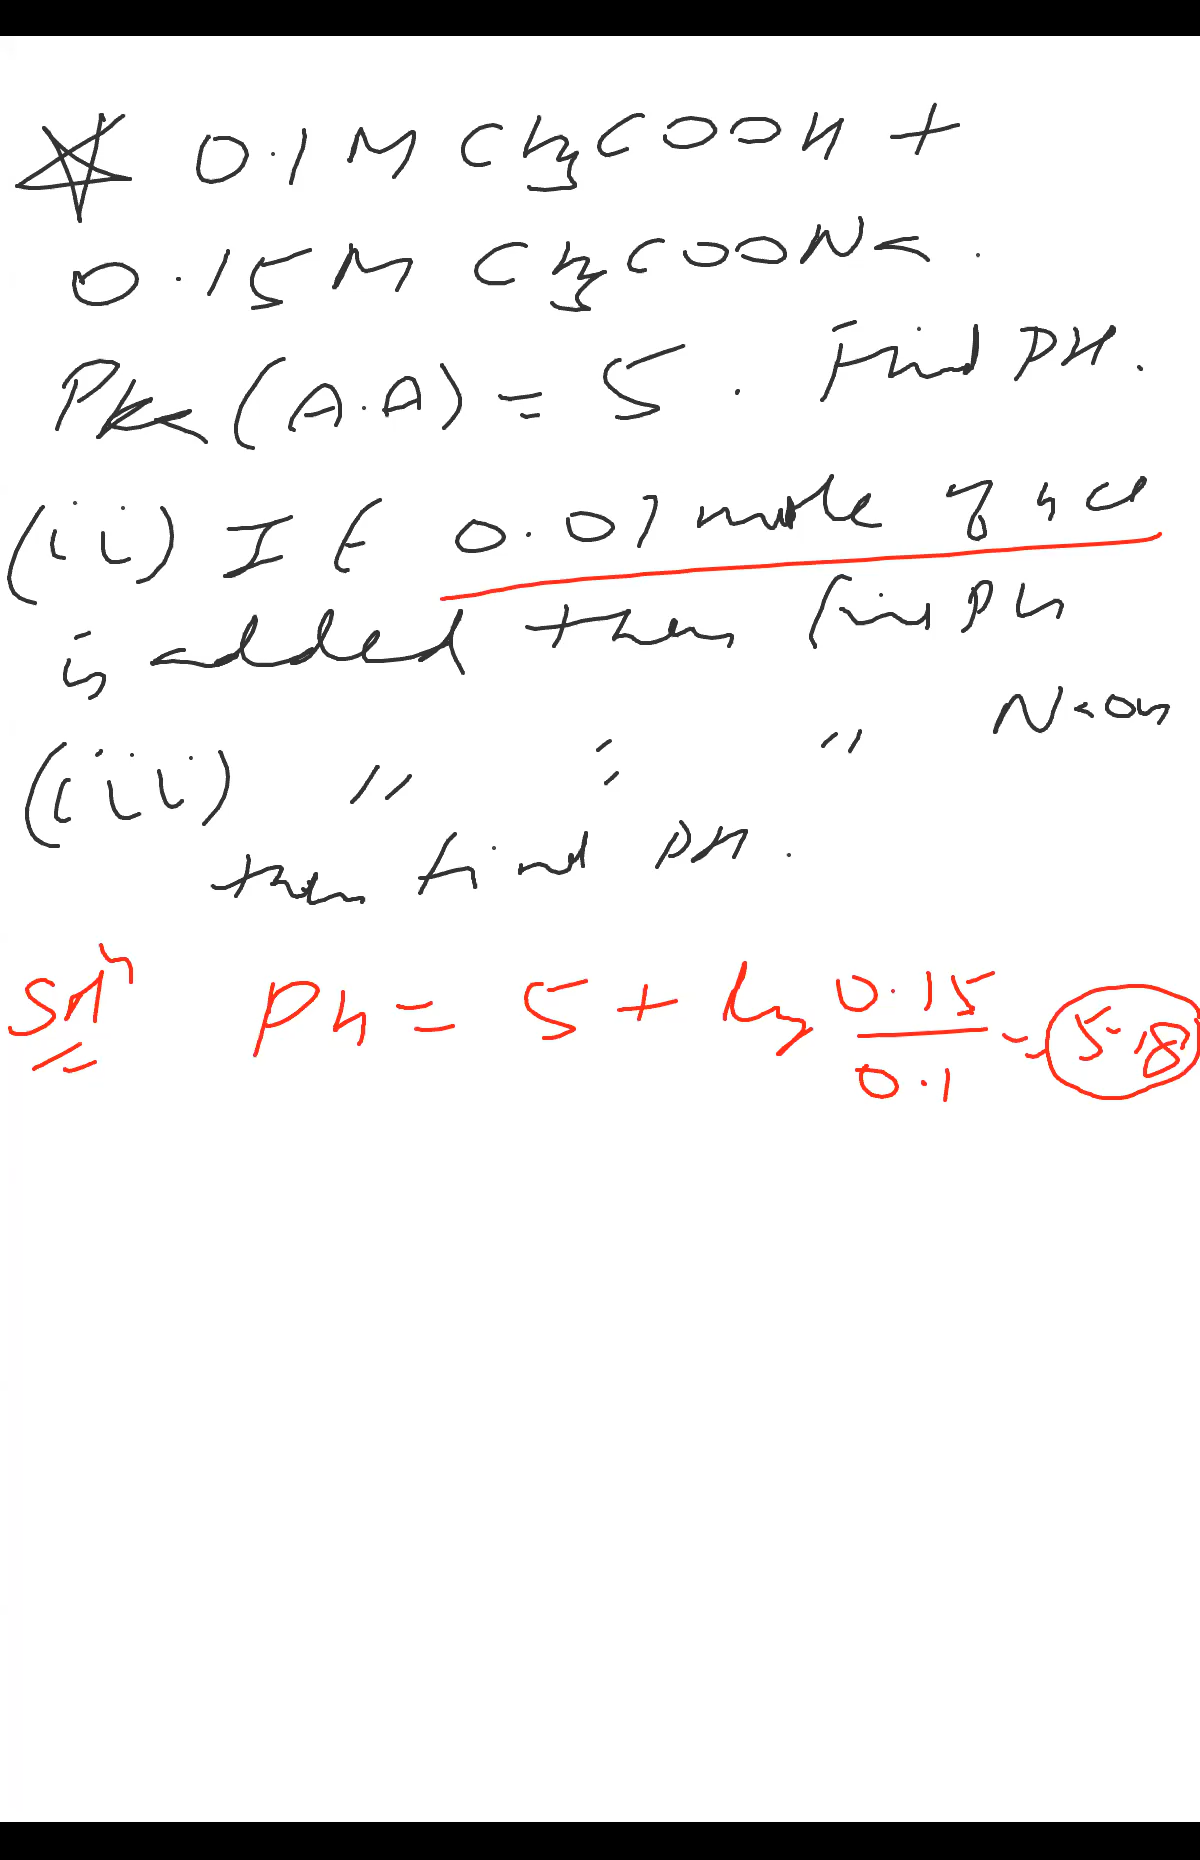 0.1 M CH3COOH +
0.15 M CH3COONa.
PKa (A.A) = 5. Find PH.
(ii) If 0.01 mole of HCl
is added then find PH
(iii) " = " NaOH
then find PH.
Soln PH = 5 + log 0.15/0.1 = 5.18